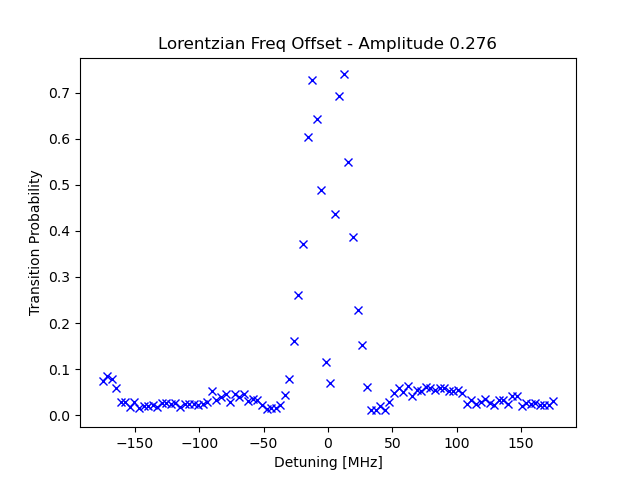 Lorentzian Freq Offset - Amplitude 0.276
Transition Probability
0.7
0.6
0.5
0.4
0.3
0.2
0.1
0.0
−150 −100 −50 0 50 100 150
Detuning [MHz]